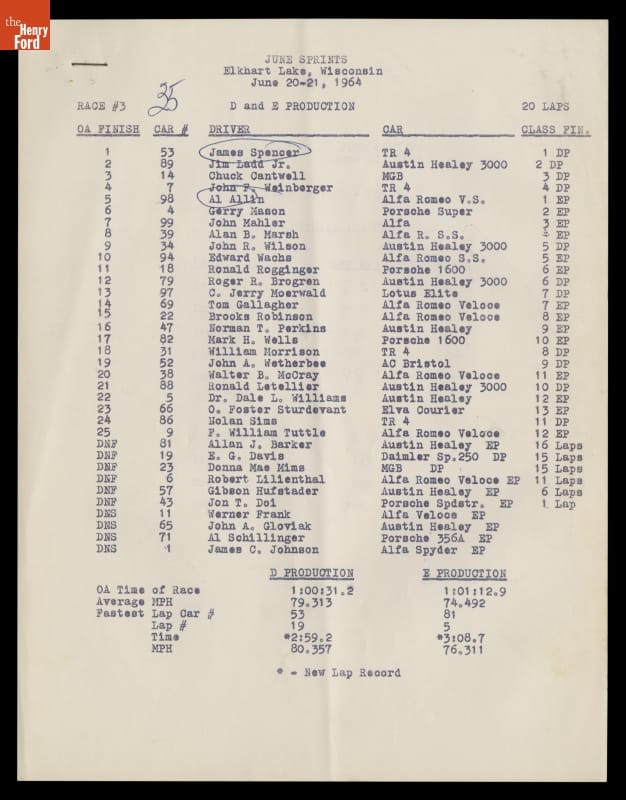 the
Henry
Ford
JUNE SPRINTS
Elkhart Lake, Wisconsin
June 20-21, 1964
25
RACE #3 D and E PRODUCTION 20 LAPS
OA FINISH CAR # DRIVER CAR CLASS FIN.
1 53 James Spencer TR 4 1 DP
2 89 Jim Ladd Jr. Austin Healey 3000 2 DP
3 14 Chuck Cantwell MGB 3 DP
4 7 John F. Weinberger TR 4 4 DP
5 98 Al Allin Alfa Romeo V.S. 1 EP
6 4 Gerry Mason Porsche Super 2 EP
7 99 John Mahler Alfa 3 EP
8 39 Alan B. Marsh Alfa R. S.S. 4 EP
9 34 John R. Wilson Austin Healey 3000 5 DP
10 94 Edward Wachs Alfa Romeo S.S. 5 EP
11 18 Ronald Rogginger Porsche 1600 6 EP
12 79 Roger R. Brogren Austin Healey 3000 6 DP
13 97 C. Jerry Moerwald Lotus Elite 7 DP
14 69 Tom Gallagher Alfa Romeo Veloce 7 EP
15 22 Brooks Robinson Alfa Romeo Veloce 8 EP
16 47 Norman T. Perkins Austin Healey 9 EP
17 82 Mark H. Wells Porsche 1600 10 EP
18 31 William Morrison TR 4 8 DP
19 52 John A. Wetherbee AC Bristol 9 DP
20 38 Walter B. McCray Alfa Romeo Veloce 11 EP
21 88 Ronald Letellier Austin Healey 3000 10 DP
22 5 Dr. Dale L. Williams Austin Healey 12 EP
23 66 O. Foster Sturdevant Elva Courier 13 EP
24 86 Nolan Sims TR 4 11 DP
25 9 F. William Tuttle Alfa Romeo Veloce 12 EP
DNF 81 Allan J. Barker Austin Healey EP 16 Laps
DNF 19 E. G. Davis Daimler Sp.250 DP 15 Laps
DNF 23 Donna Mae Mims MGB DP 15 Laps
DNF 6 Robert Lilienthal Alfa Romeo Veloce EP 11 Laps
DNF 57 Gibson Hufstader Austin Healey EP 6 Laps
DNF 43 Jon T. Doi Porsche Spdstr. EP 1 Lap
DNS 11 Werner Frank Alfa Veloce EP
DNS 65 John A. Gloviak Austin Healey EP
DNS 71 Al Schillinger Porsche 356A EP
DNS 1 James C. Johnson Alfa Spyder EP
D PRODUCTION E PRODUCTION
OA Time of Race 1:00:31.2 1:01:12.9
Average MPH 79.313 74.492
Fastest Lap Car # 53 81
Lap # 19 5
Time *2:59.2 *3:08.7
MPH 80.357 76.311
* - New Lap Record